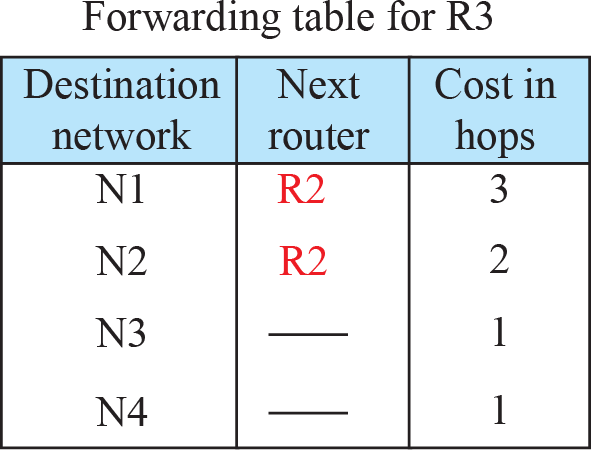 Forwarding table for R3
Destination network Next router Cost in hops
N1 R2 3
N2 R2 2
N3 —— 1
N4 —— 1